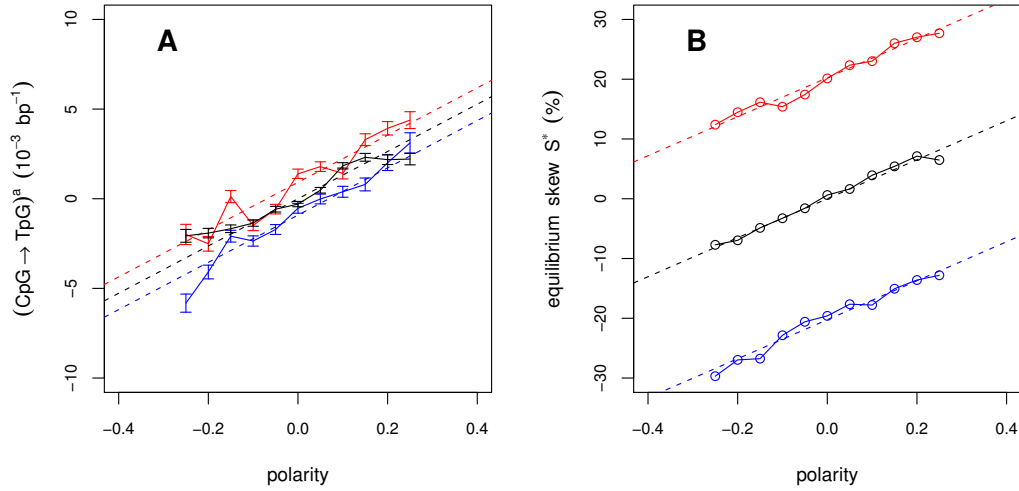 A
(CpG → TpG)ᵃ (10⁻³ bp⁻¹)
10
5
0
−5
−10
−0.4 −0.2 0.0 0.2 0.4
polarity
B
equilibrium skew S* (%)
30
20
10
0
−10
−20
−30
−0.4 −0.2 0.0 0.2 0.4
polarity